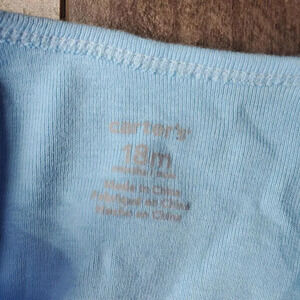 carter's
18m
Made in China
Fabriqué en Chine
Hecho en China